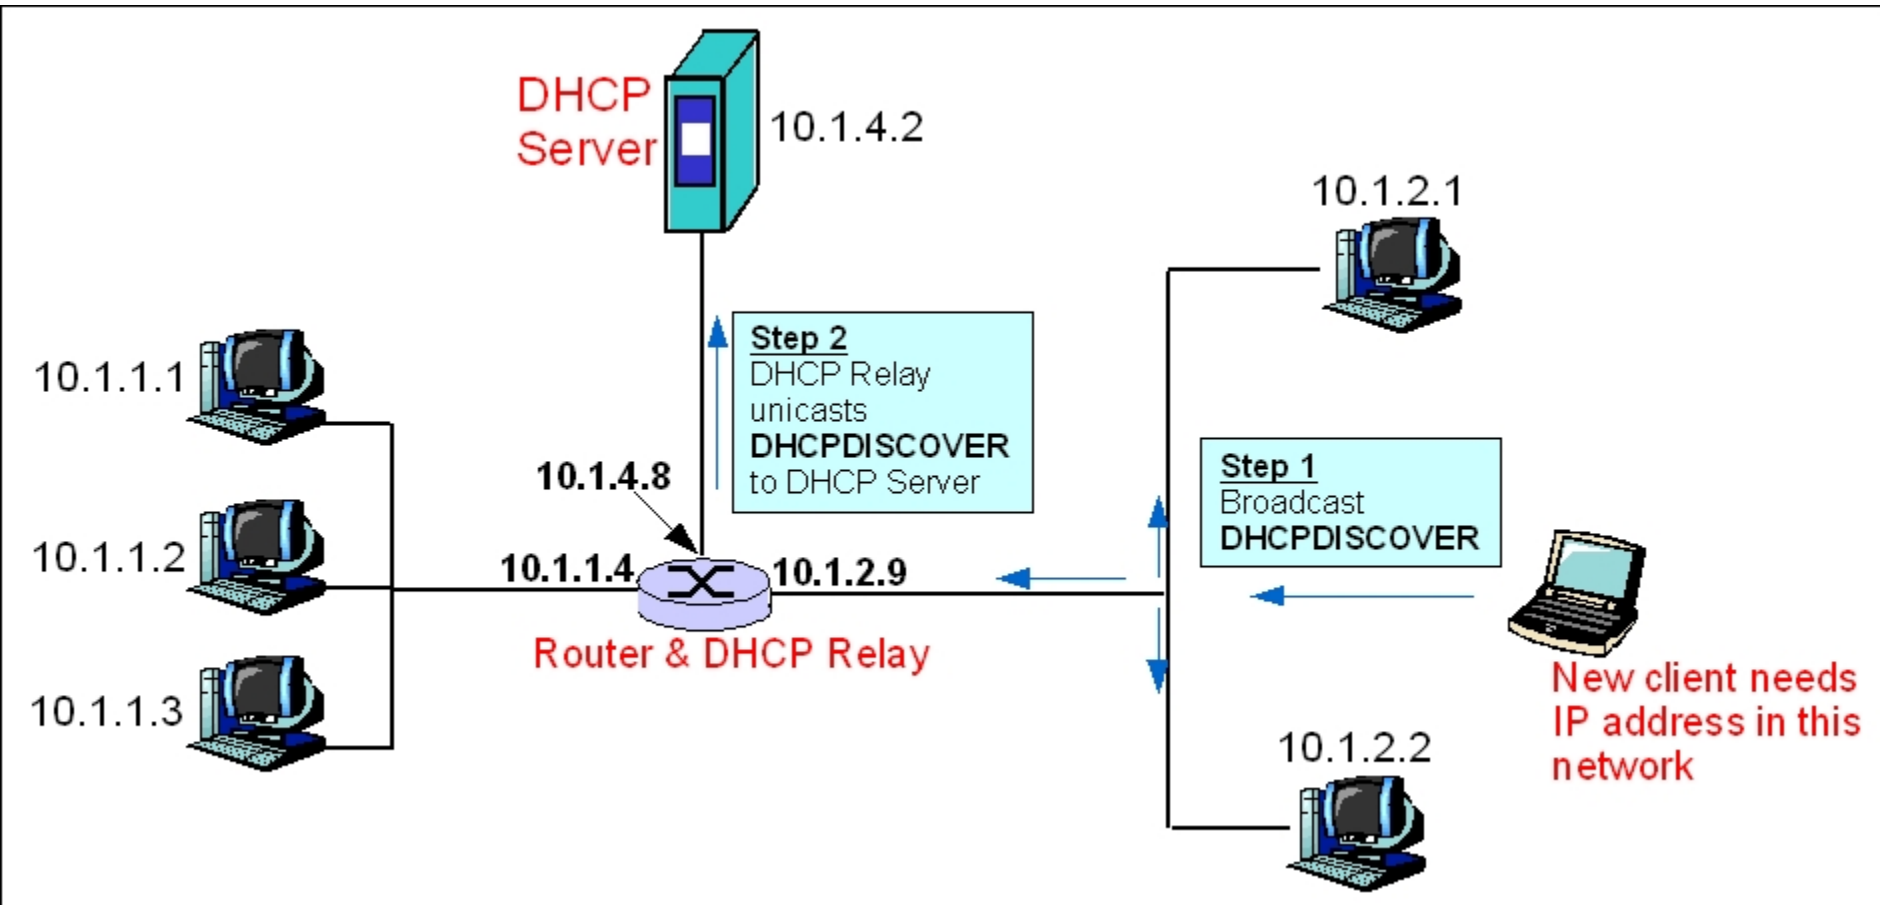 DHCP
Server
10.1.4.2
10.1.2.1
Step 2
DHCP Relay
unicasts
DHCPDISCOVER
to DHCP Server
10.1.1.1
10.1.4.8
Step 1
Broadcast
DHCPDISCOVER
10.1.1.2
10.1.1.4
10.1.2.9
Router & DHCP Relay
New client needs
IP address in this
network
10.1.1.3
10.1.2.2